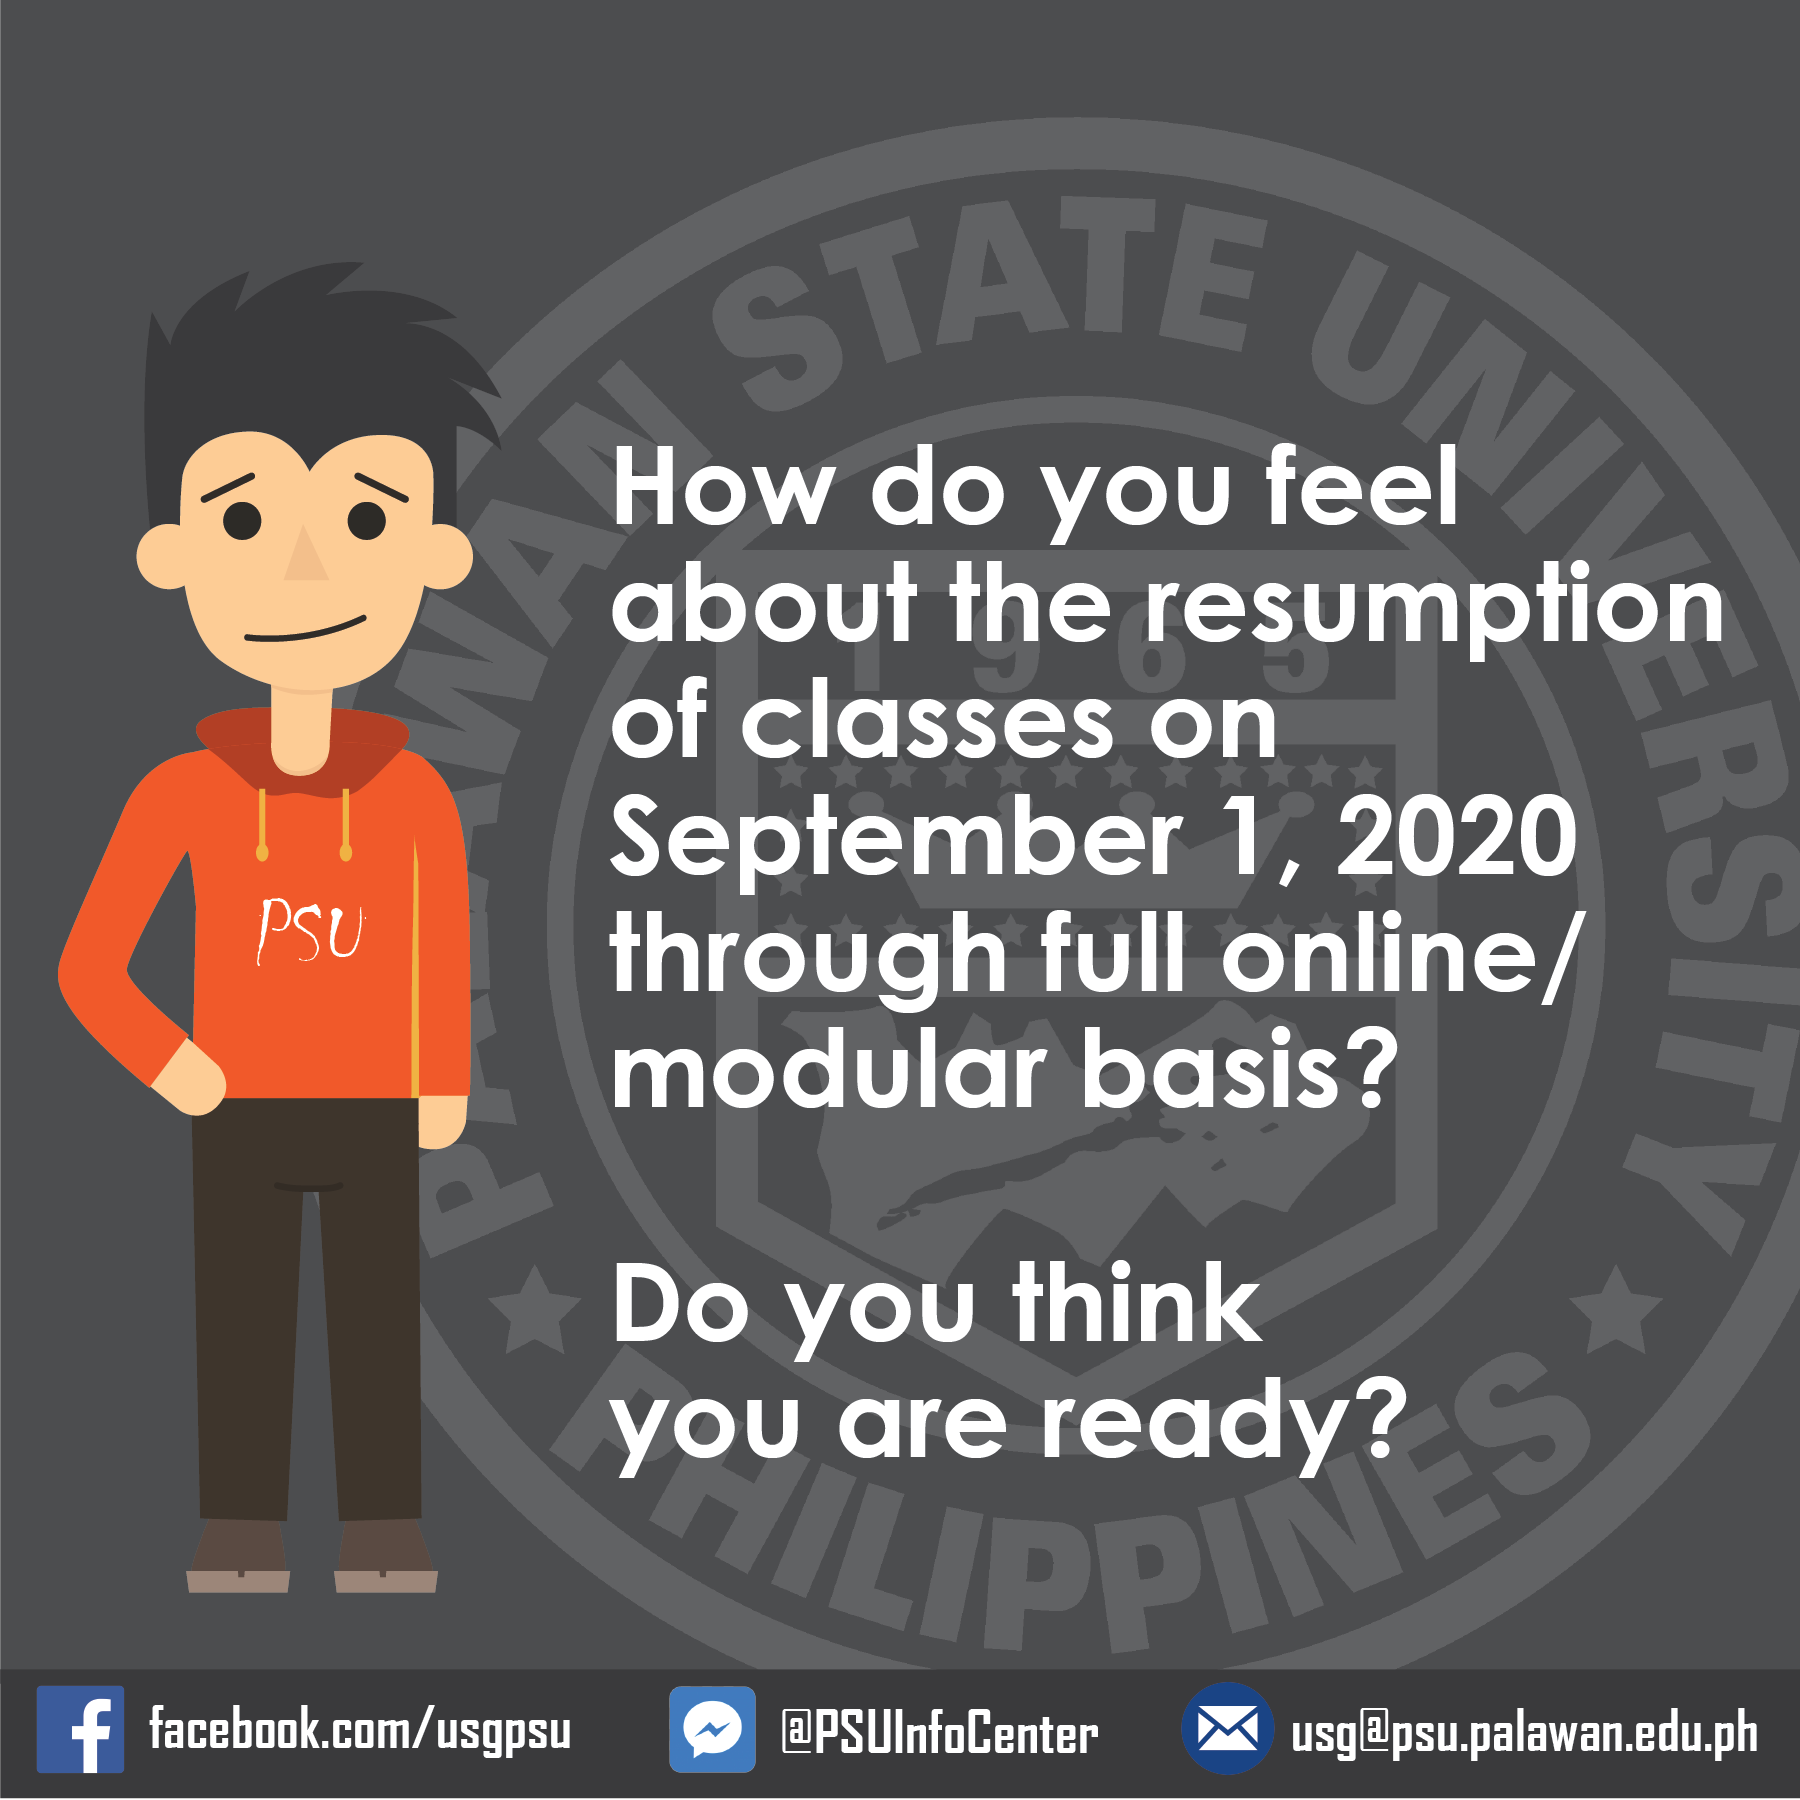 PALAWAN STATE UNIVERSITY
1965
How do you feel
about the resumption
of classes on
September 1, 2020
through full online/
modular basis?
PSU
Do you think
you are ready?
PHILIPPINES
facebook.com/usgpsu
@PSUInfoCenter
usg@psu.palawan.edu.ph